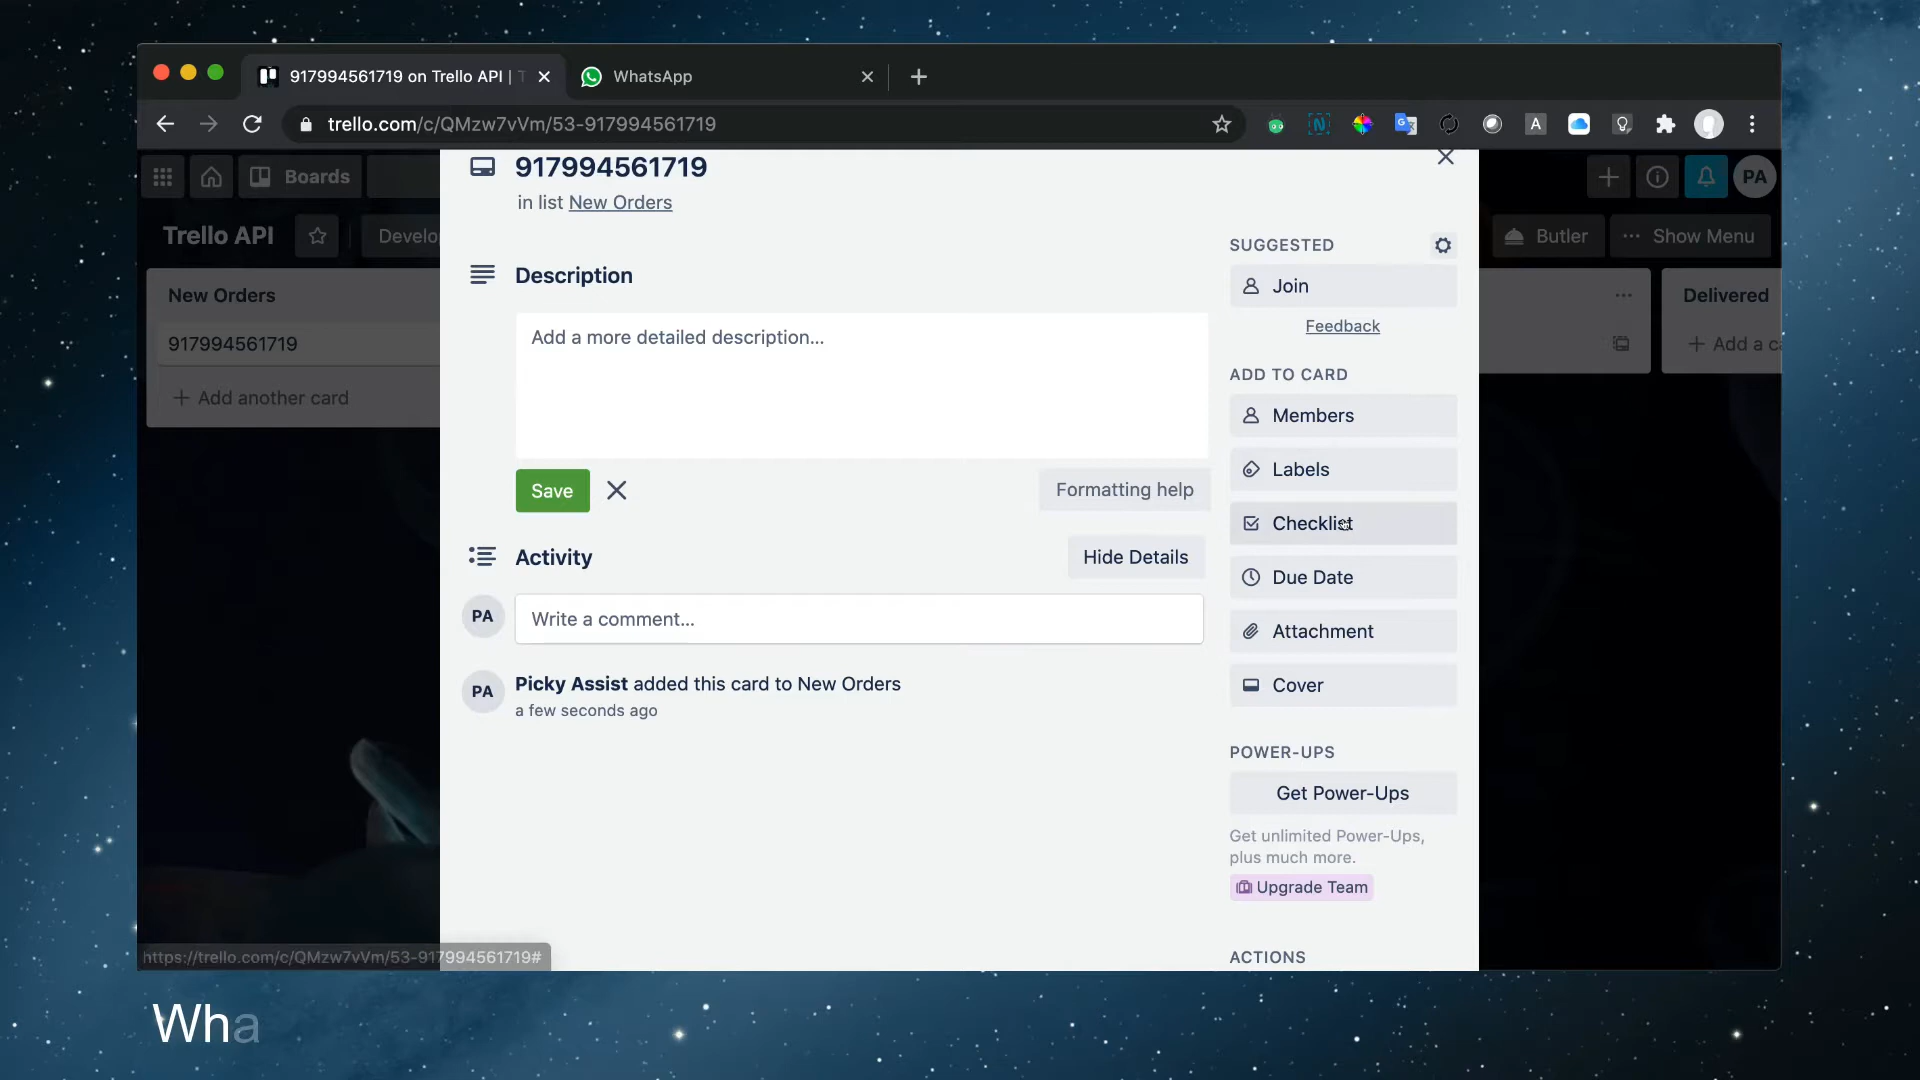 917994561719 on Trello API | T
WhatsApp
trello.com/c/QMzw7vVm/53-917994561719
Boards
PA
917994561719
in list New Orders
Trello API
Develo
Butler
Show Menu
New Orders
917994561719
Add another card
Delivered
Add a ca
Description
Add a more detailed description...
Save
Formatting help
Activity
Hide Details
PA
Write a comment...
PA
Picky Assist added this card to New Orders
a few seconds ago
SUGGESTED
Join
Feedback
ADD TO CARD
Members
Labels
Checklist
Due Date
Attachment
Cover
POWER-UPS
Get Power-Ups
Get unlimited Power-Ups,
plus much more.
Upgrade Team
ACTIONS
https://trello.com/c/QMzw7vVm/53-917994561719#
Wha